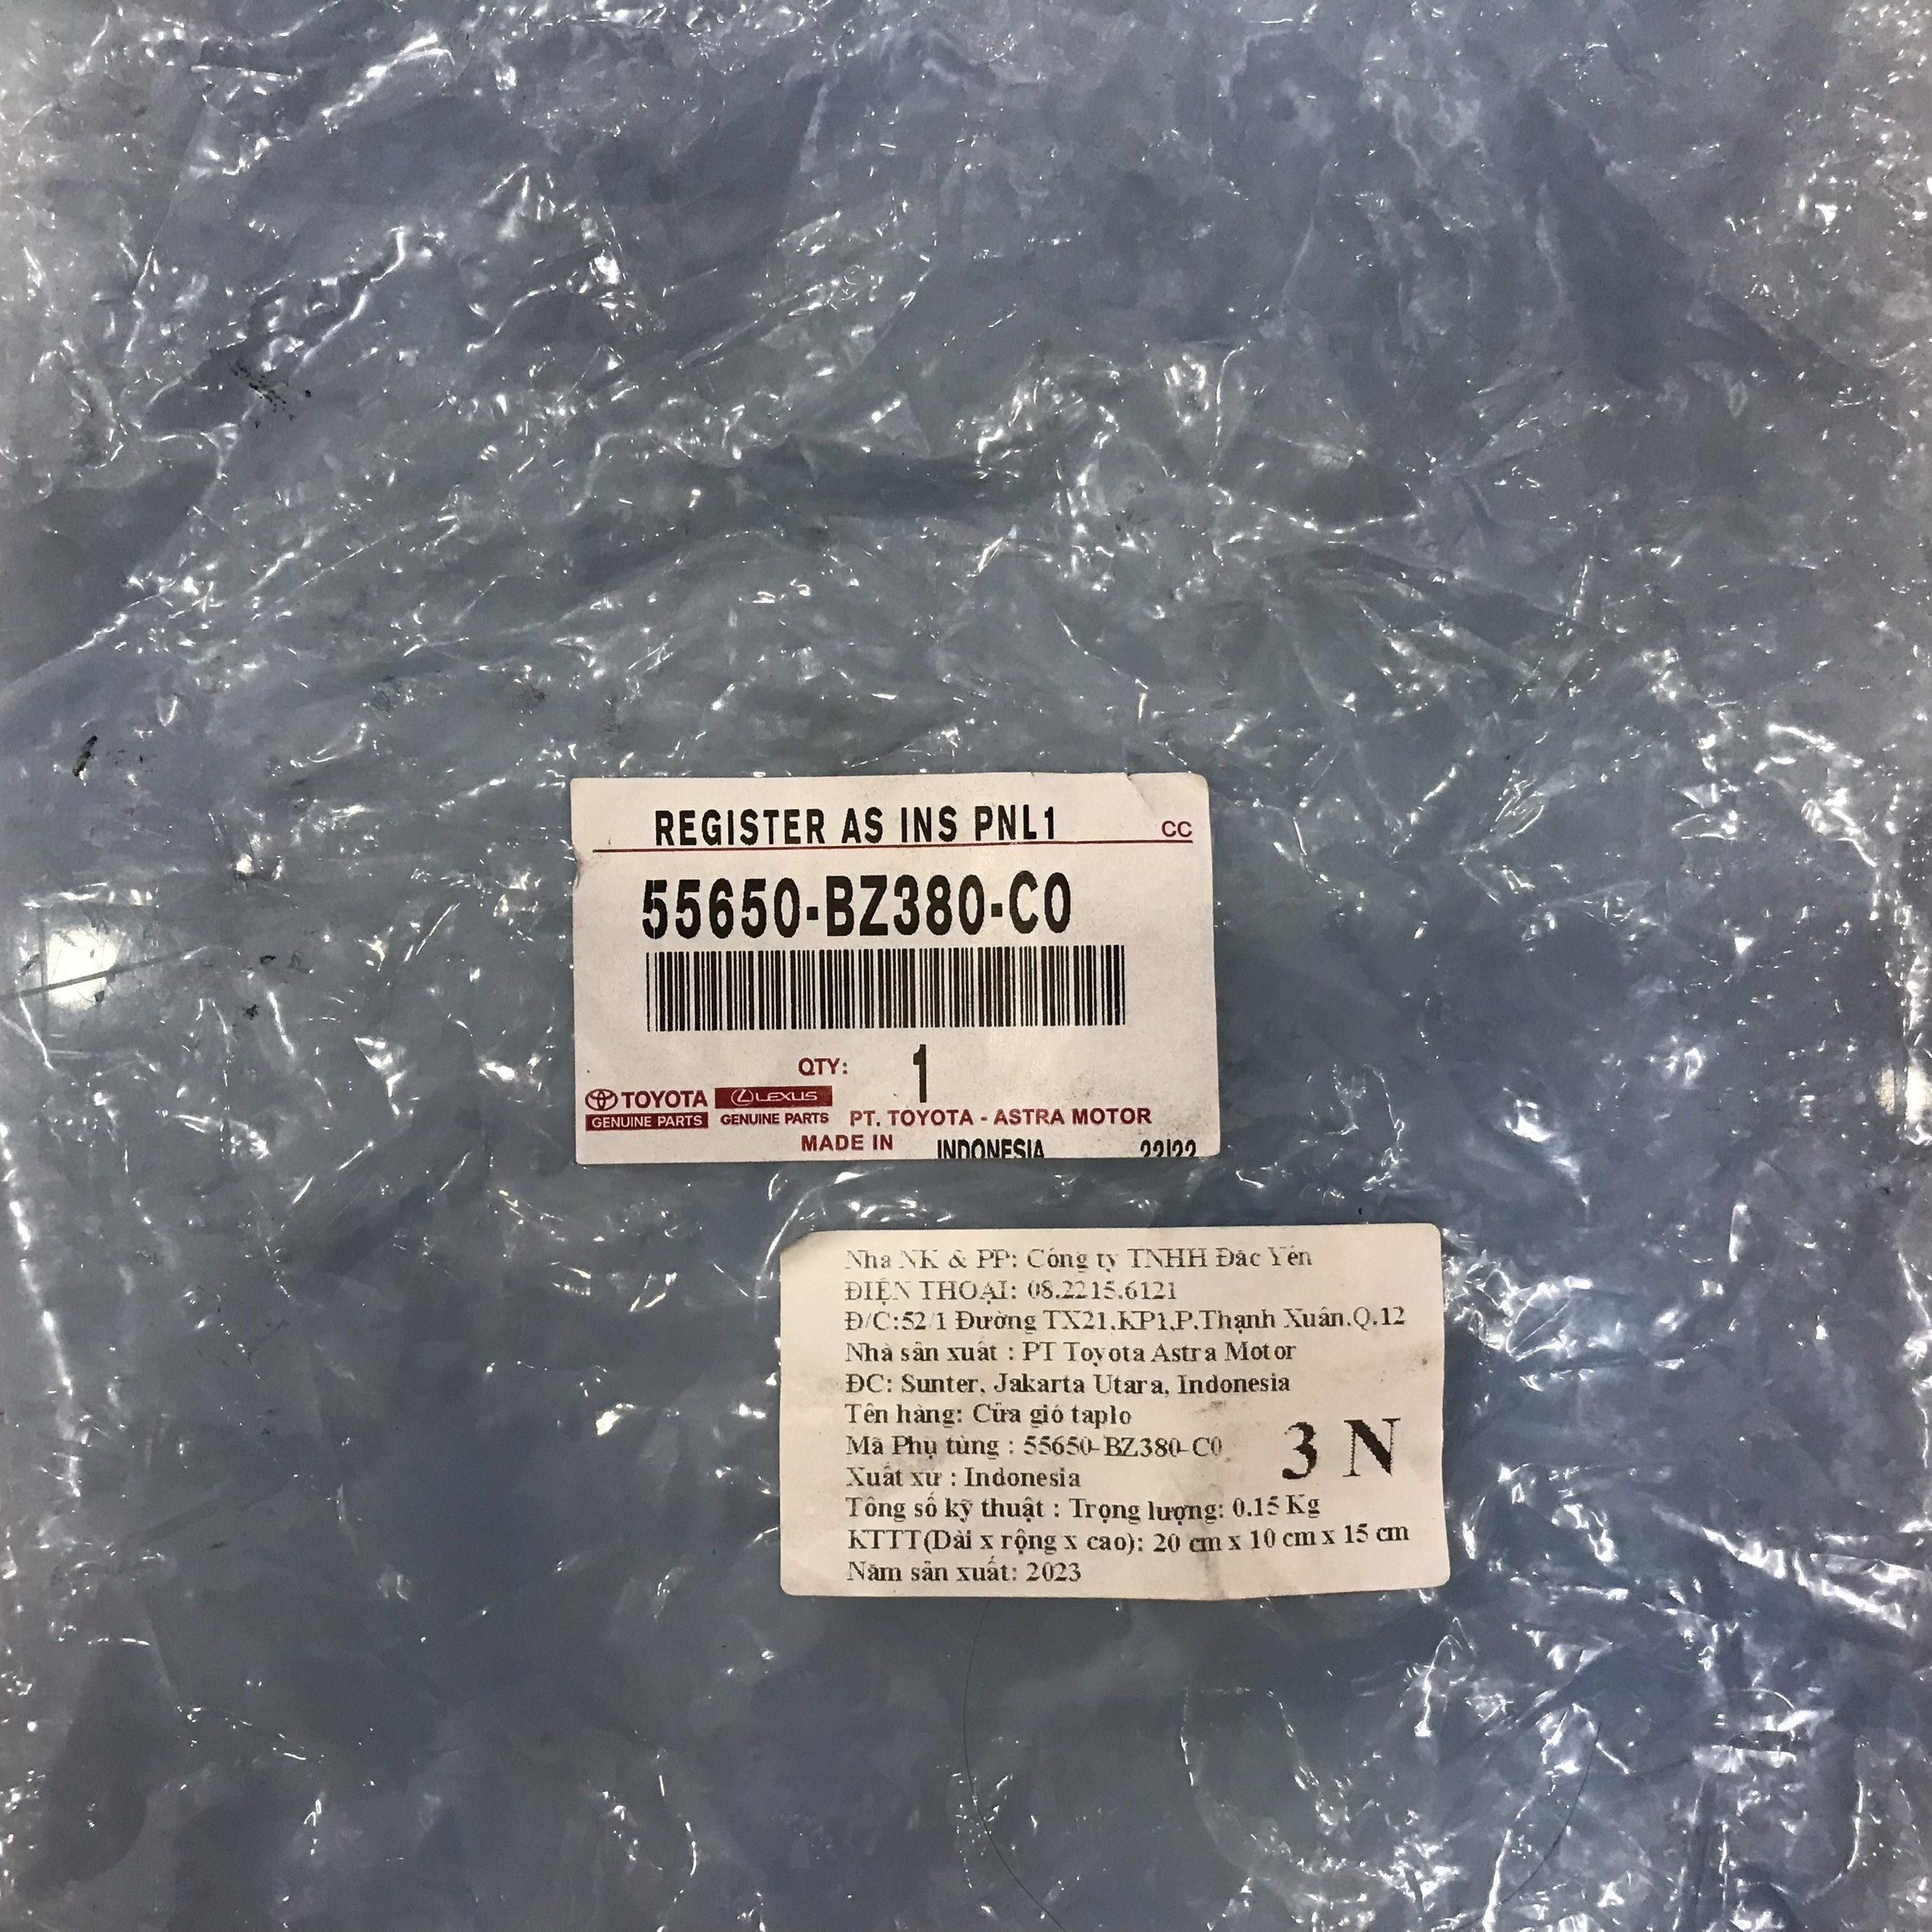 REGISTER AS INS PNL1 CC
55650-BZ380-C0
QTY: 1
TOYOTA LEXUS
GENUINE PARTS GENUINE PARTS PT. TOYOTA - ASTRA MOTOR
MADE IN INDONESIA 22122
Nhà NK & PP: Công ty TNHH Đắc Yên
ĐIỆN THOẠI: 08.2215.6121
Đ/C:52/1 Đường TX21.KP1.P.Thạnh Xuân.Q.12
Nhà sản xuất : PT Toyota Astra Motor
ĐC: Sunter, Jakarta Utara, Indonesia
Tên hàng: Cửa gió taplo
Mã Phụ tùng : 55650-BZ380-C0
3 N
Xuất xứ : Indonesia
Tông số kỹ thuật : Trọng lượng: 0.15 Kg
KTTT(Dài x rộng x cao): 20 cm x 10 cm x 15 cm
Năm sản xuất: 2023